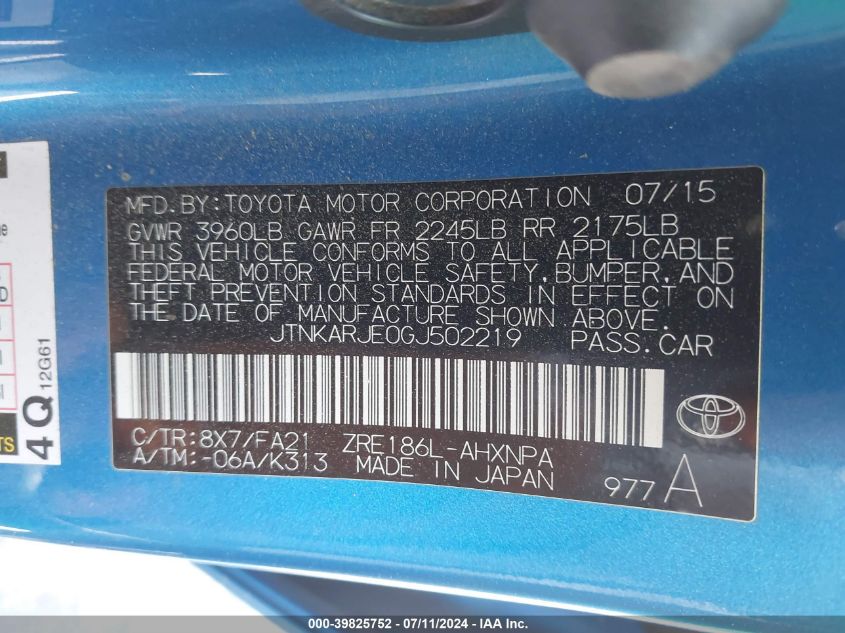 MFD.BY:TOYOTA MOTOR CORPORATION 07/15
GVWR 3960LB GAWR FR 2245LB RR 2175LB
THIS VEHICLE CONFORMS TO ALL APPLICABLE
FEDERAL MOTOR VEHICLE SAFETY, BUMPER, AND
THEFT PREVENTION STANDARDS IN EFFECT ON
THE DATE OF MANUFACTURE SHOWN ABOVE.
JTNKARJE0GJ502219 PASS.CAR
C/TR:8X7/FA21 ZRE186L-AHXNPA
A/TM:-06A/K313 MADE IN JAPAN
977 A
4Q 12G61
000-39825752 - 07/11/2024 - IAAI.com